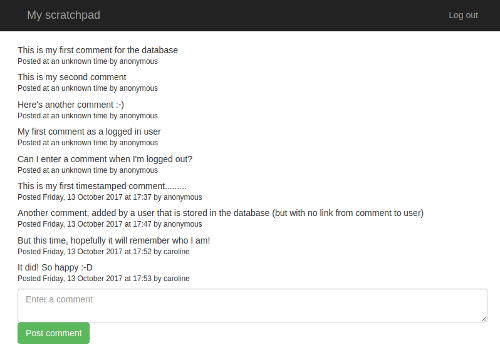 My scratchpad
Log out
This is my first comment for the database
Posted at an unknown time by anonymous
This is my second comment
Posted at an unknown time by anonymous
Here's another comment :-)
Posted at an unknown time by anonymous
My first comment as a logged in user
Posted at an unknown time by anonymous
Can I enter a comment when I'm logged out?
Posted at an unknown time by anonymous
This is my first timestamped comment.........
Posted Friday, 13 October 2017 at 17:37 by anonymous
Another comment, added by a user that is stored in the database (but with no link from comment to user)
Posted Friday, 13 October 2017 at 17:47 by anonymous
But this time, hopefully it will remember who I am!
Posted Friday, 13 October 2017 at 17:52 by caroline
It did! So happy :-D
Posted Friday, 13 October 2017 at 17:53 by caroline
Enter a comment
Post comment